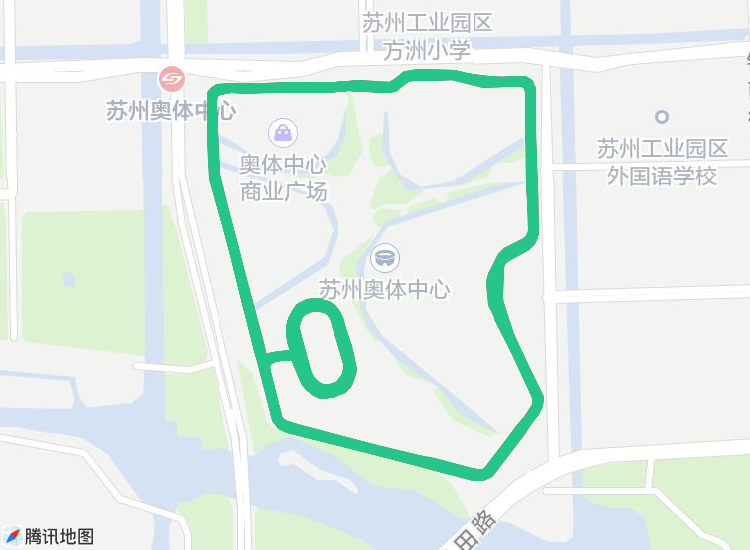 苏州工业园区
方洲小学
苏州奥体中心
奥体中心
商业广场
苏州工业园区
外国语学校
苏州奥体中心
田路
腾讯地图